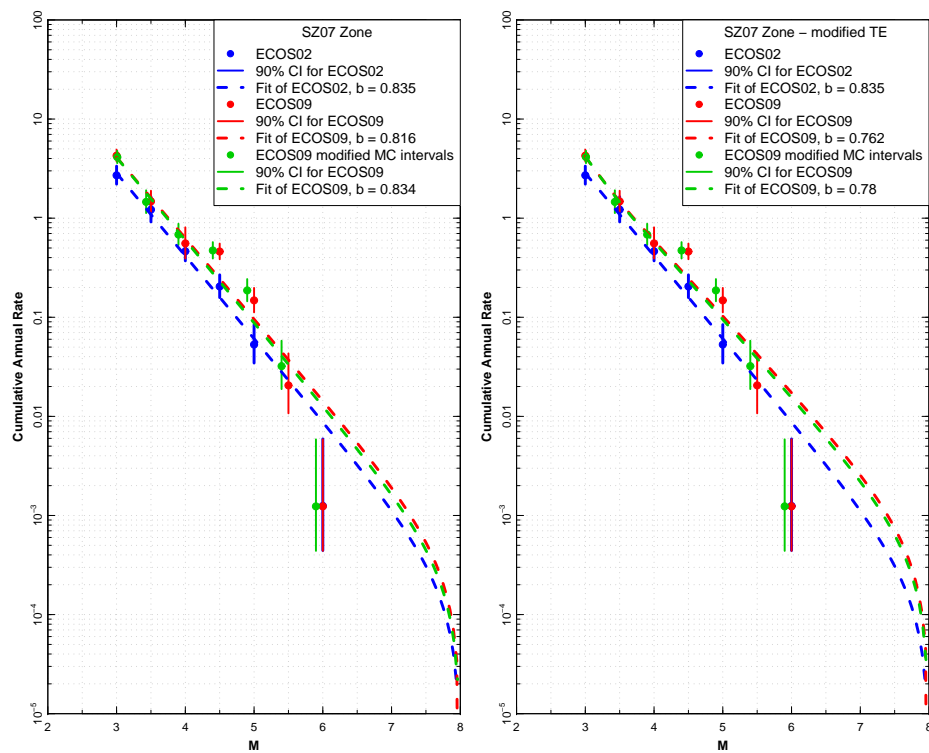 SZ07 Zone
ECOS02
90% CI for ECOS02
Fit of ECOS02, b = 0.835
ECOS09
90% CI for ECOS09
Fit of ECOS09, b = 0.816
ECOS09 modified MC intervals
90% CI for ECOS09
Fit of ECOS09, b = 0.834
Cumulative Annual Rate
100
10
1
0.1
0.01
10⁻³
10⁻⁴
10⁻⁵
2 3 4 5 6 7 8
M
SZ07 Zone − modified TE
ECOS02
90% CI for ECOS02
Fit of ECOS02, b = 0.835
ECOS09
90% CI for ECOS09
Fit of ECOS09, b = 0.762
ECOS09 modified MC intervals
90% CI for ECOS09
Fit of ECOS09, b = 0.78
Cumulative Annual Rate
100
10
1
0.1
0.01
10⁻³
10⁻⁴
10⁻⁵
2 3 4 5 6 7 8
M